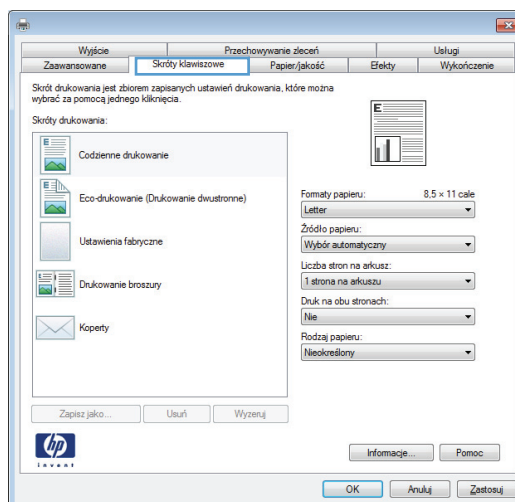 Wyjście
Przechowywanie zleceń
Usługi
Zaawansowane
Skróty klawiszowe
Papier/jakość
Efekty
Wykończenie
Skrót drukowania jest zbiorem zapisanych ustawień drukowania, które można
wybrać za pomocą jednego kliknięcia.
Skróty drukowania:
Codzienne drukowanie
Eco-drukowanie (Drukowanie dwustronne)
Ustawienia fabryczne
Drukowanie broszury
Koperty
Zapisz jako...
Usuń
Wyzeruj
E
Formaty papieru:
8,5 × 11 cale
Letter
Źródło papieru:
Wybór automatyczny
Liczba stron na arkusz:
1 strona na arkuszu
Druk na obu stronach:
Nie
Rodzaj papieru:
Nieokreślony
hp
invent
Informacje...
Pomoc
OK
Anuluj
Zastosuj